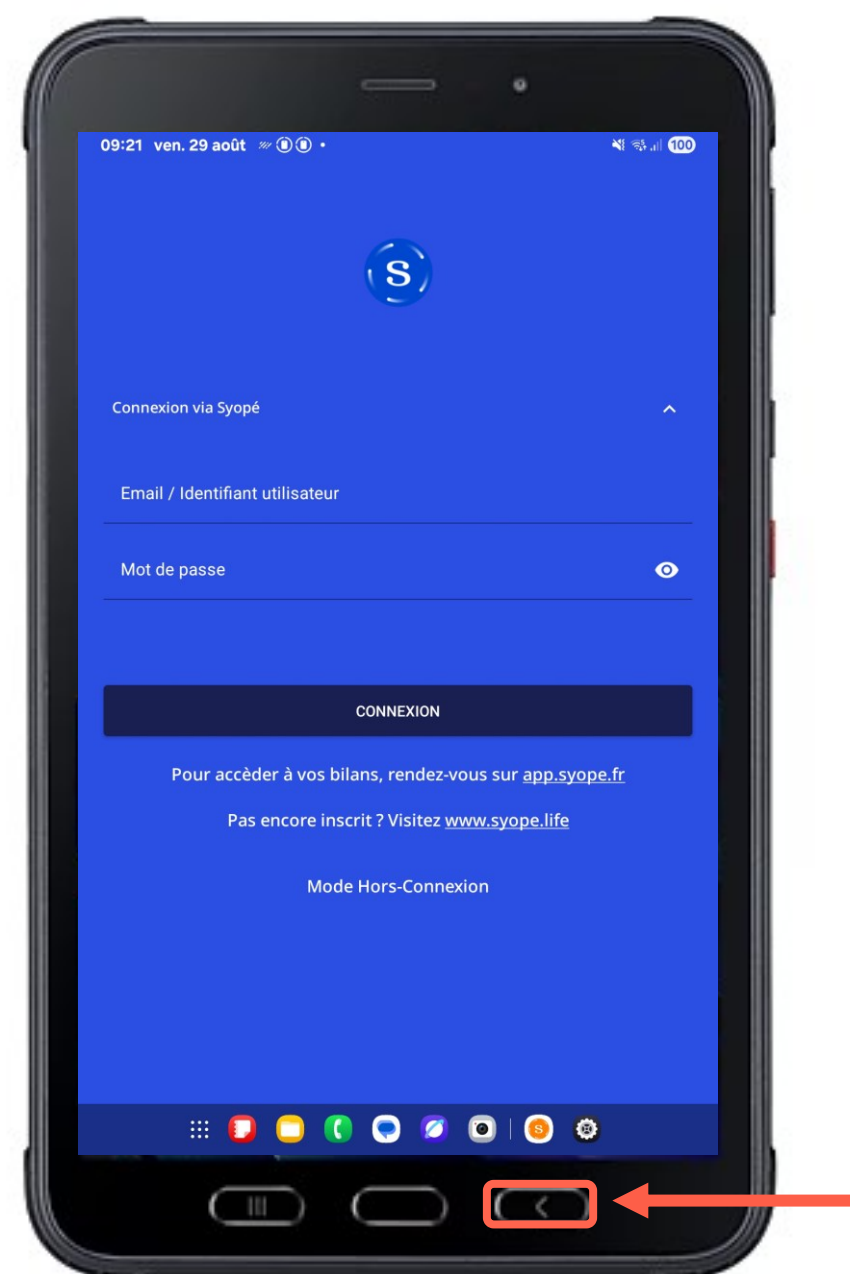 09:21 ven. 29 août
100
S
Connexion via Syopé
Email / Identifiant utilisateur
Mot de passe
CONNEXION
Pour accèder à vos bilans, rendez-vous sur app.syope.fr
Pas encore inscrit ? Visitez www.syope.life
Mode Hors-Connexion
S